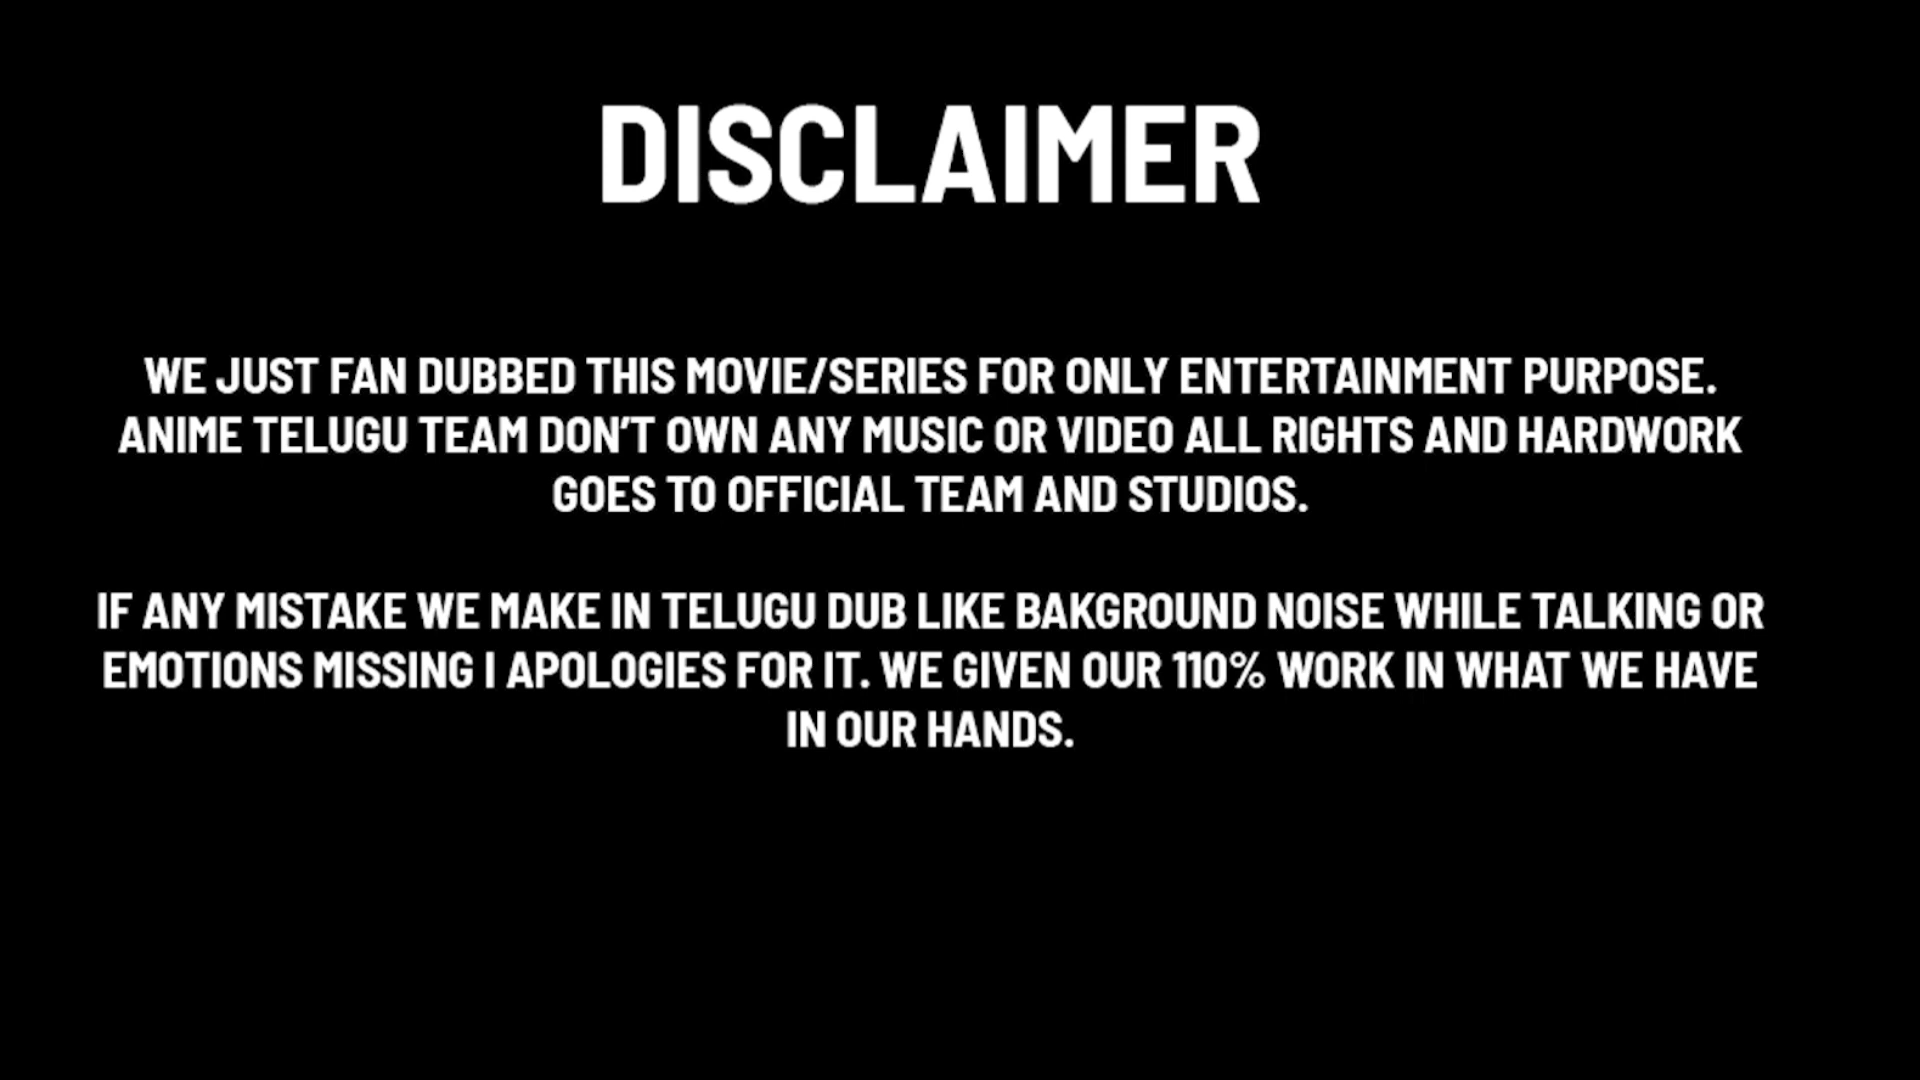 DISCLAIMER
WE JUST FAN DUBBED THIS MOVIE/SERIES FOR ONLY ENTERTAINMENT PURPOSE.
ANIME TELUGU TEAM DON'T OWN ANY MUSIC OR VIDEO ALL RIGHTS AND HARDWORK
GOES TO OFFICIAL TEAM AND STUDIOS.
IF ANY MISTAKE WE MAKE IN TELUGU DUB LIKE BAKGROUND NOISE WHILE TALKING OR
EMOTIONS MISSING I APOLOGIES FOR IT. WE GIVEN OUR 110% WORK IN WHAT WE HAVE
IN OUR HANDS.